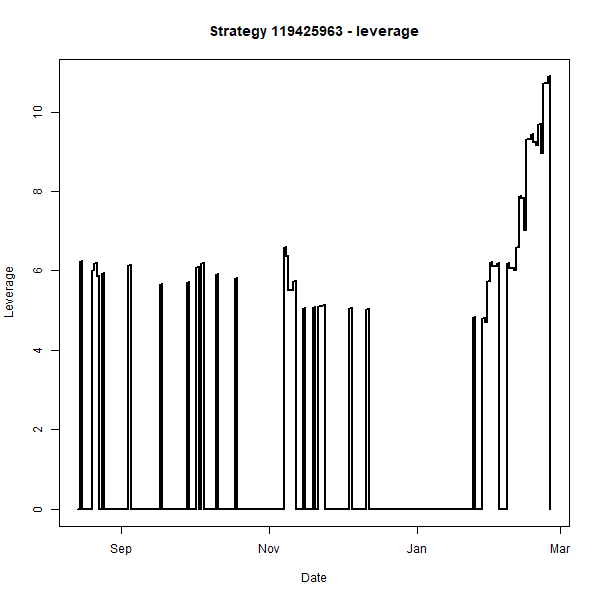 Strategy 119425963 - leverage
Leverage
10
8
6
4
2
0
Sep
Nov
Jan
Mar
Date